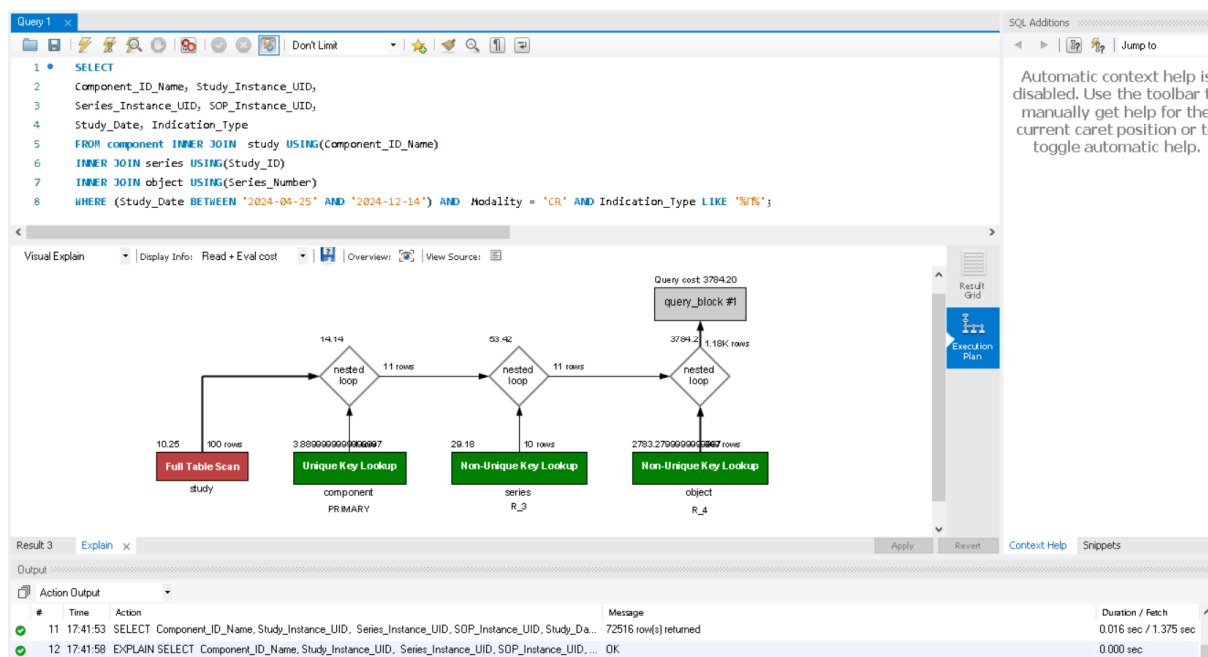 Query 1
SQL Additions
Don't Limit
Jump to
1 SELECT
2 Component_ID_Name, Study_Instance_UID,
3 Series_Instance_UID, SOP_Instance_UID,
4 Study_Date, Indication_Type
5 FROM component INNER JOIN study USING(Component_ID_Name)
6 INNER JOIN series USING(Study_ID)
7 INNER JOIN object USING(Series_Number)
8 WHERE (Study_Date BETWEEN '2024-04-25' AND '2024-12-14') AND Modality = 'CR' AND Indication_Type LIKE '%П%';
Automatic context help is
disabled. Use the toolbar t
manually get help for the
current caret position or t
toggle automatic help.
Visual Explain
Display Info: Read + Eval cost
Overview:
View Source:
Result
Grid
Execution
Plan
Query cost 3784.20
query_block #1
14.14
53.42
3784.2
1.18K rows
nested
loop
11 rows
nested
loop
11 rows
nested
loop
10.25
100 rows
29.18
10 rows
rows
Full Table Scan
Unique Key Lookup
Non-Unique Key Lookup
Non-Unique Key Lookup
study
component
series
object
PRIMARY
R_3
R_4
Result 3
Explain
Apply
Revert
Context Help
Snippets
Output
Action Output
# Time Action Message Duration / Fetch
11 17:41:53 SELECT Component_ID_Name, Study_Instance_UID, Series_Instance_UID, SOP_Instance_UID, Study_Da... 72516 row(s) returned 0.016 sec / 1.375 sec
12 17:41:58 EXPLAIN SELECT Component_ID_Name, Study_Instance_UID, Series_Instance_UID, SOP_Instance_UID, ... OK 0.000 sec